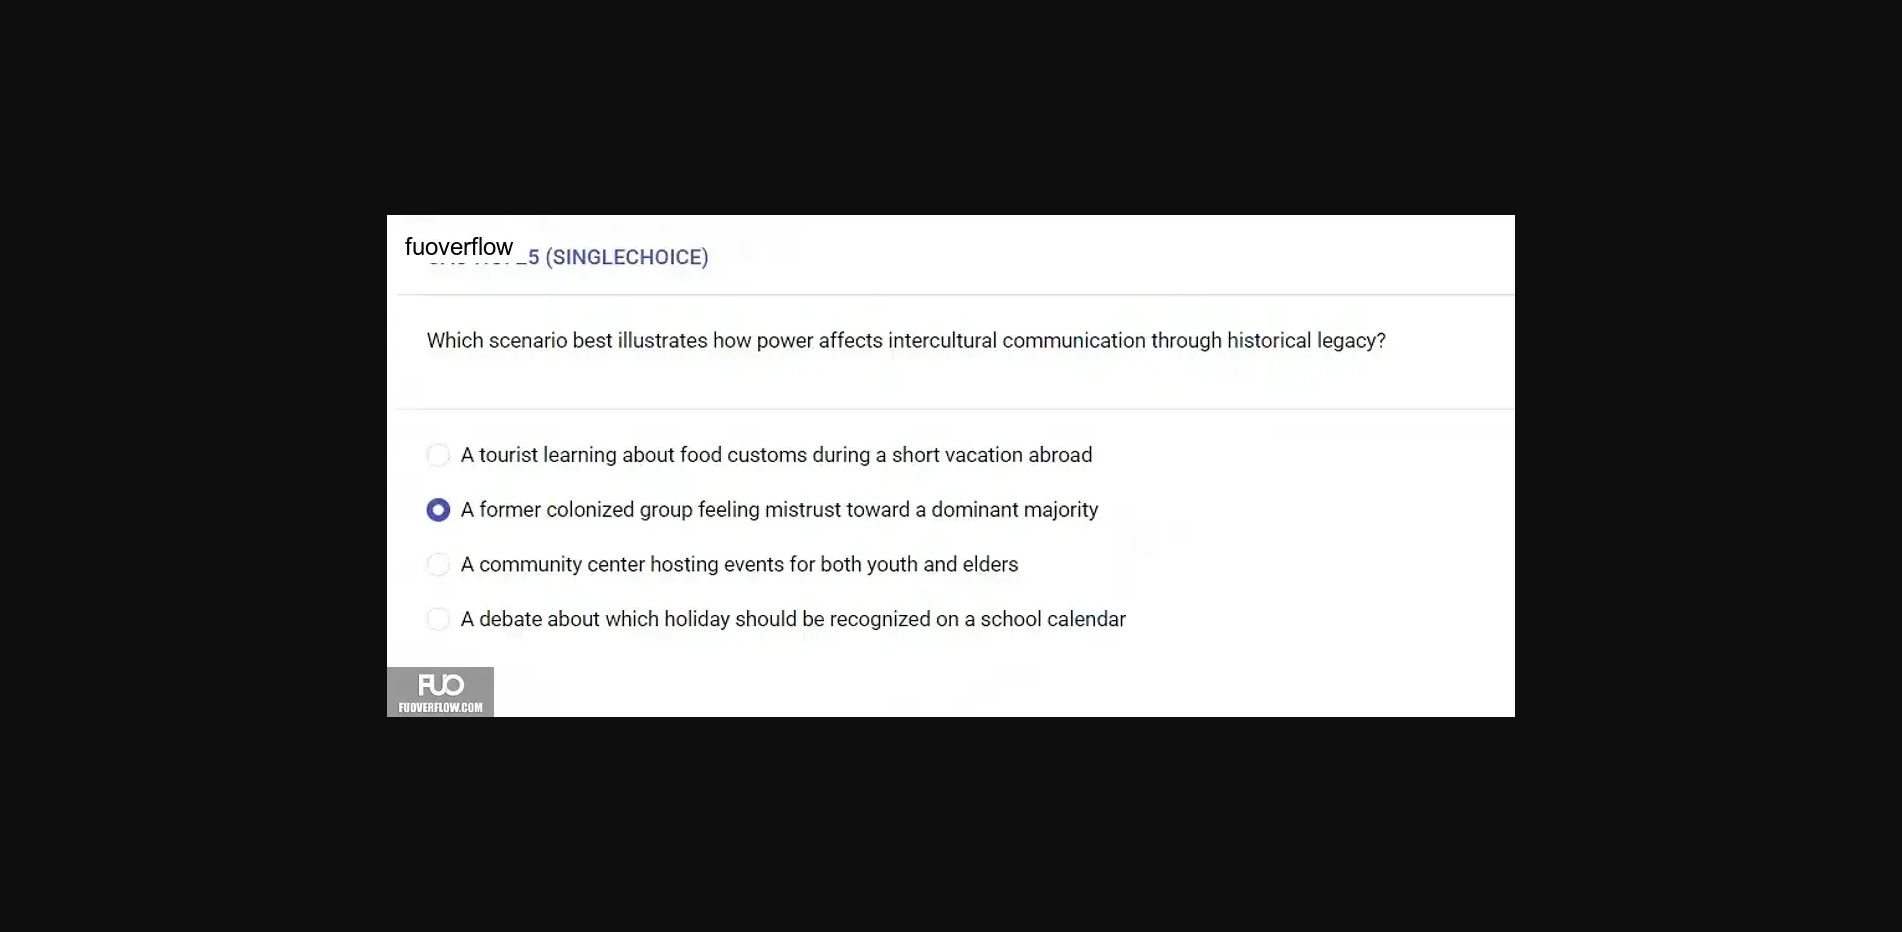 fuoverflow
5 (SINGLECHOICE)
Which scenario best illustrates how power affects intercultural communication through historical legacy?
A tourist learning about food customs during a short vacation abroad
A former colonized group feeling mistrust toward a dominant majority
A community center hosting events for both youth and elders
A debate about which holiday should be recognized on a school calendar
FUO
FUOVERFLOW.COM